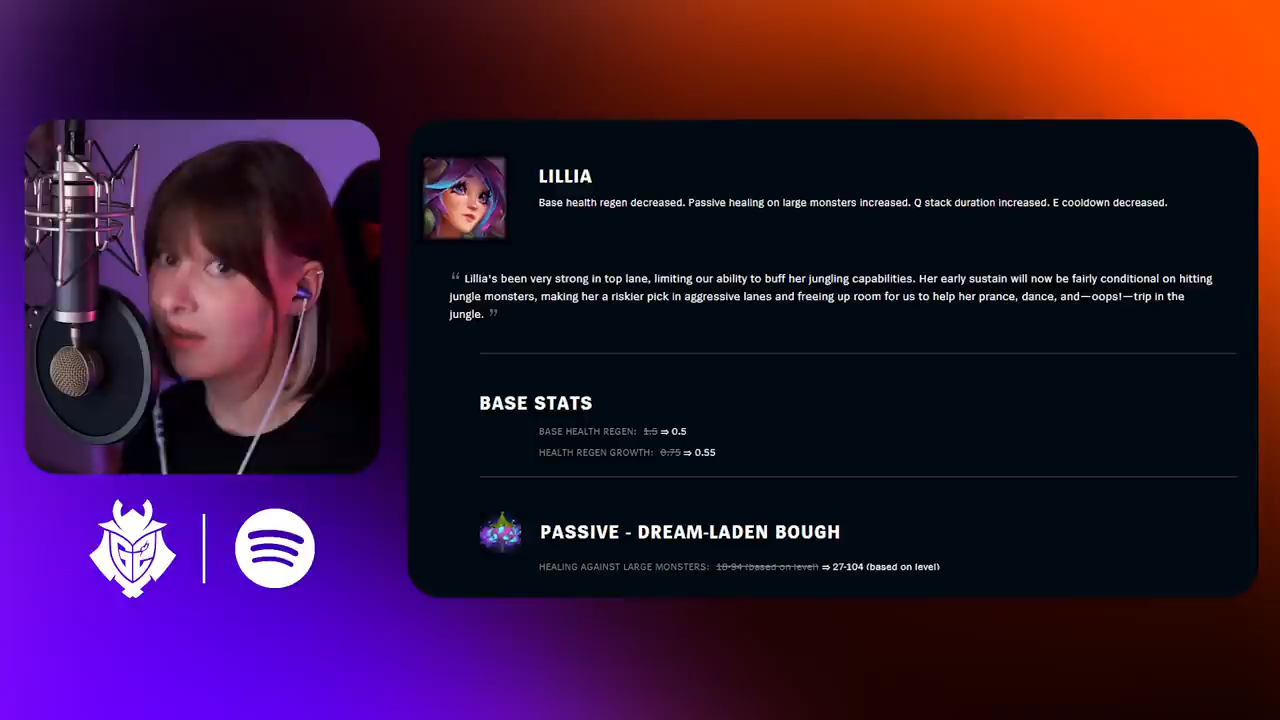 LILLIA
Base health regen decreased. Passive healing on large monsters increased. Q stack duration increased. E cooldown decreased.
“ Lillia's been very strong in top lane, limiting our ability to buff her jungling capabilities. Her early sustain will now be fairly conditional on hitting
jungle monsters, making her a riskier pick in aggressive lanes and freeing up room for us to help her prance, dance, and—oops!—trip in the
jungle. ”
BASE STATS
BASE HEALTH REGEN: 1.5 ⇒ 0.5
HEALTH REGEN GROWTH: 0.75 ⇒ 0.55
PASSIVE - DREAM-LADEN BOUGH
HEALING AGAINST LARGE MONSTERS: 18-94 (based on level) ⇒ 27-104 (based on level)